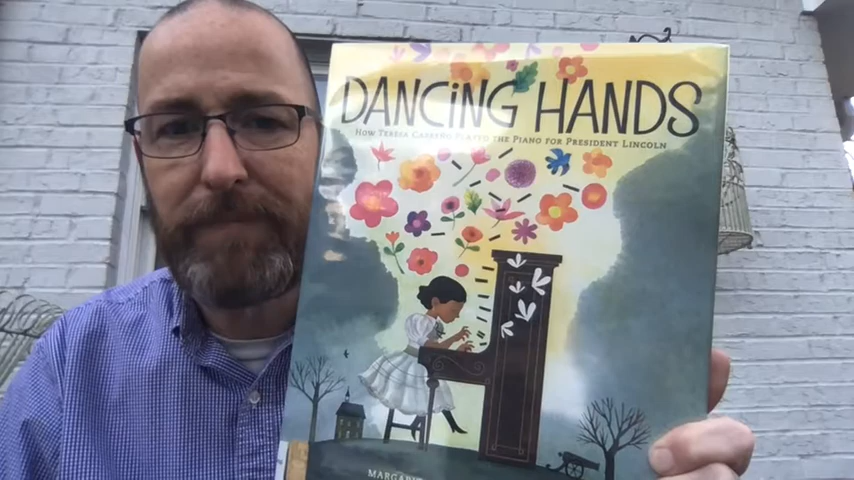 DANCING HANDS
HOW TERESA CARREÑO PLAYED THE PIANO FOR PRESIDENT LINCOLN